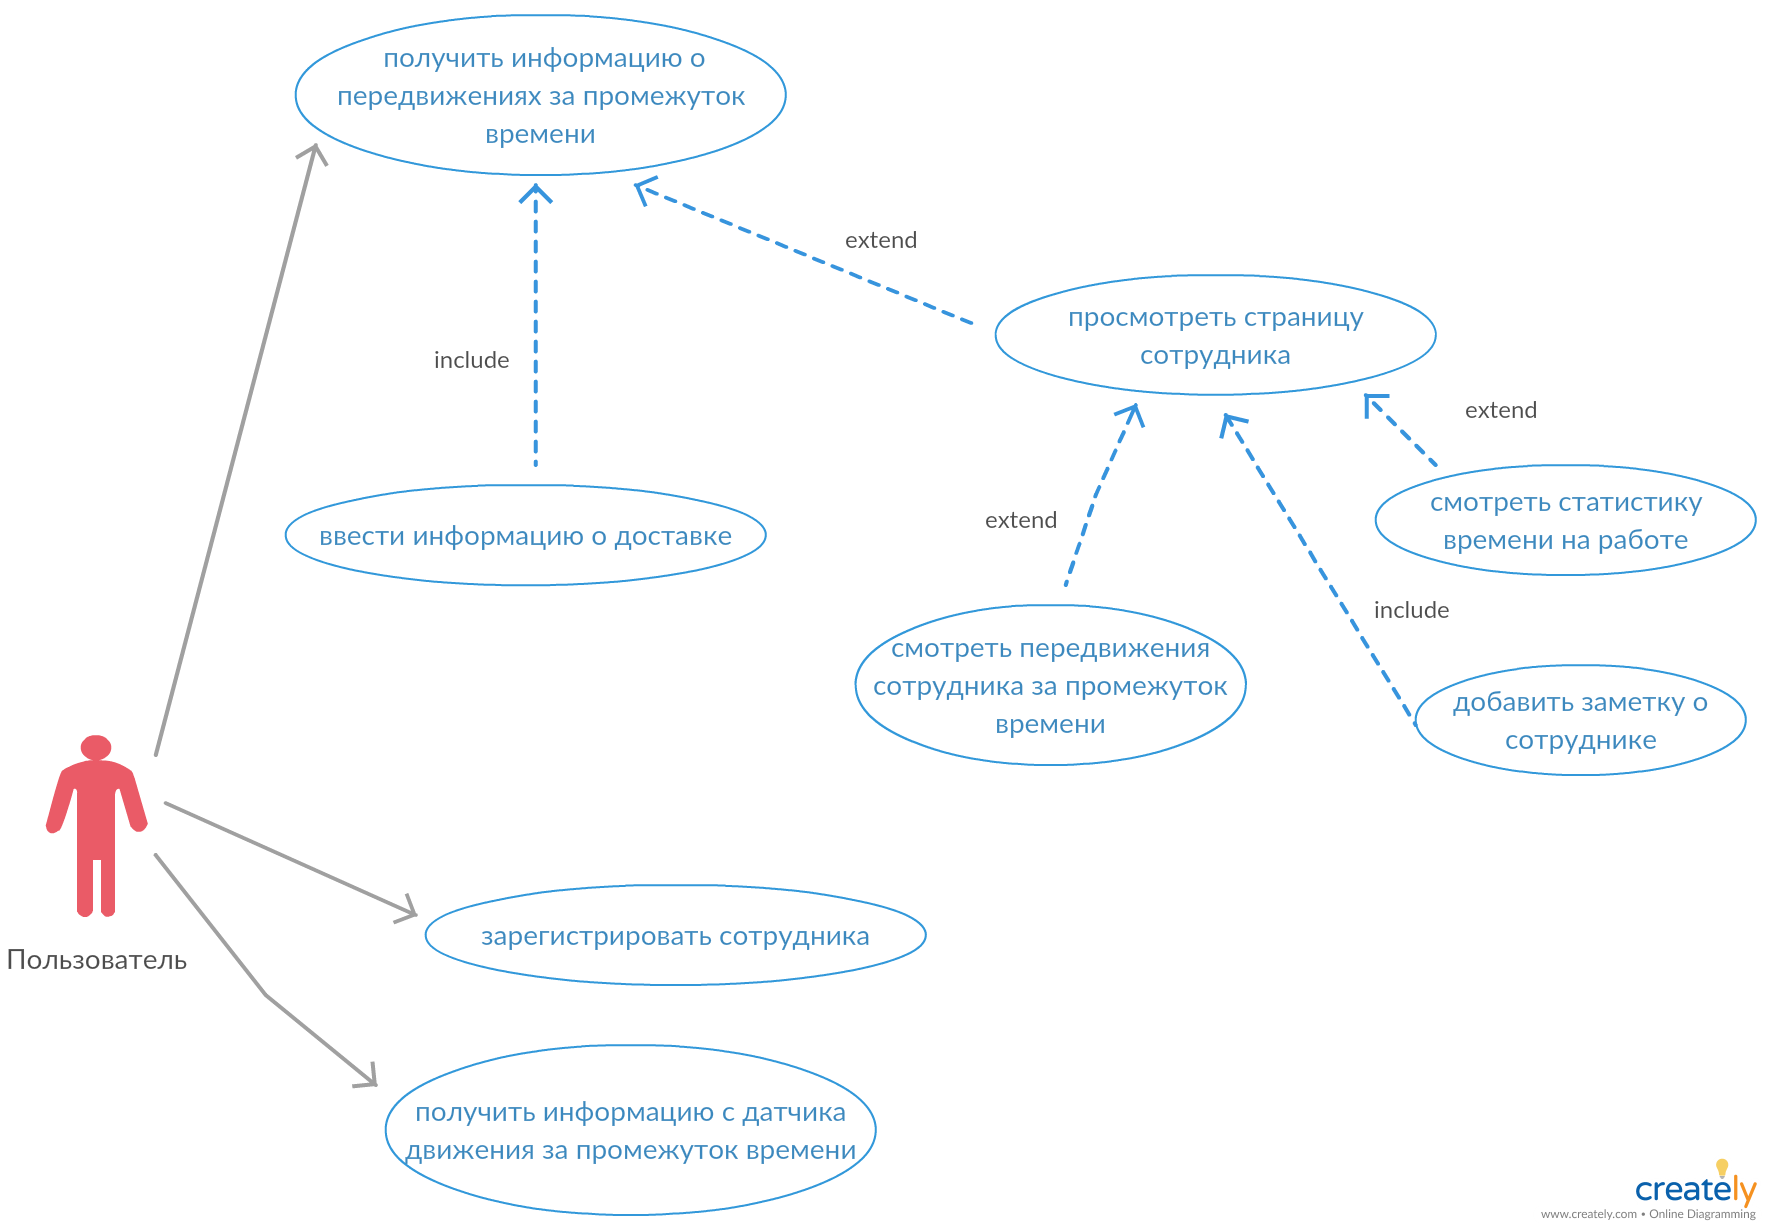 получить информацию о
передвижениях за промежуток
времени
extend
просмотреть страницу
сотрудника
include
extend
смотреть статистику
времени на работе
ввести информацию о доставке
extend
include
смотреть передвижения
сотрудника за промежуток
времени
добавить заметку о
сотруднике
зарегистрировать сотрудника
Пользователь
получить информацию с датчика
движения за промежуток времени
creately
www.creately.com • Online Diagramming